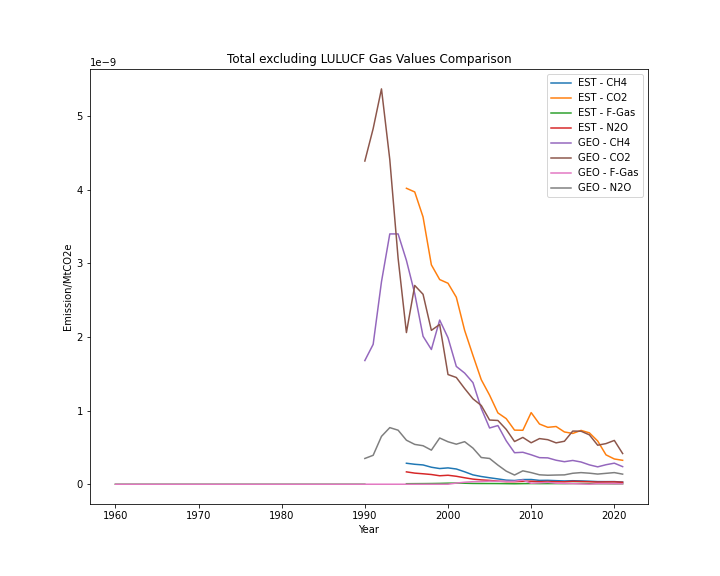 Total excluding LULUCF Gas Values Comparison
1e−9
5
4
3
2
1
0
Emission/MtCO2e
1960 1970 1980 1990 2000 2010 2020
Year
EST - CH4
EST - CO2
EST - F-Gas
EST - N2O
GEO - CH4
GEO - CO2
GEO - F-Gas
GEO - N2O